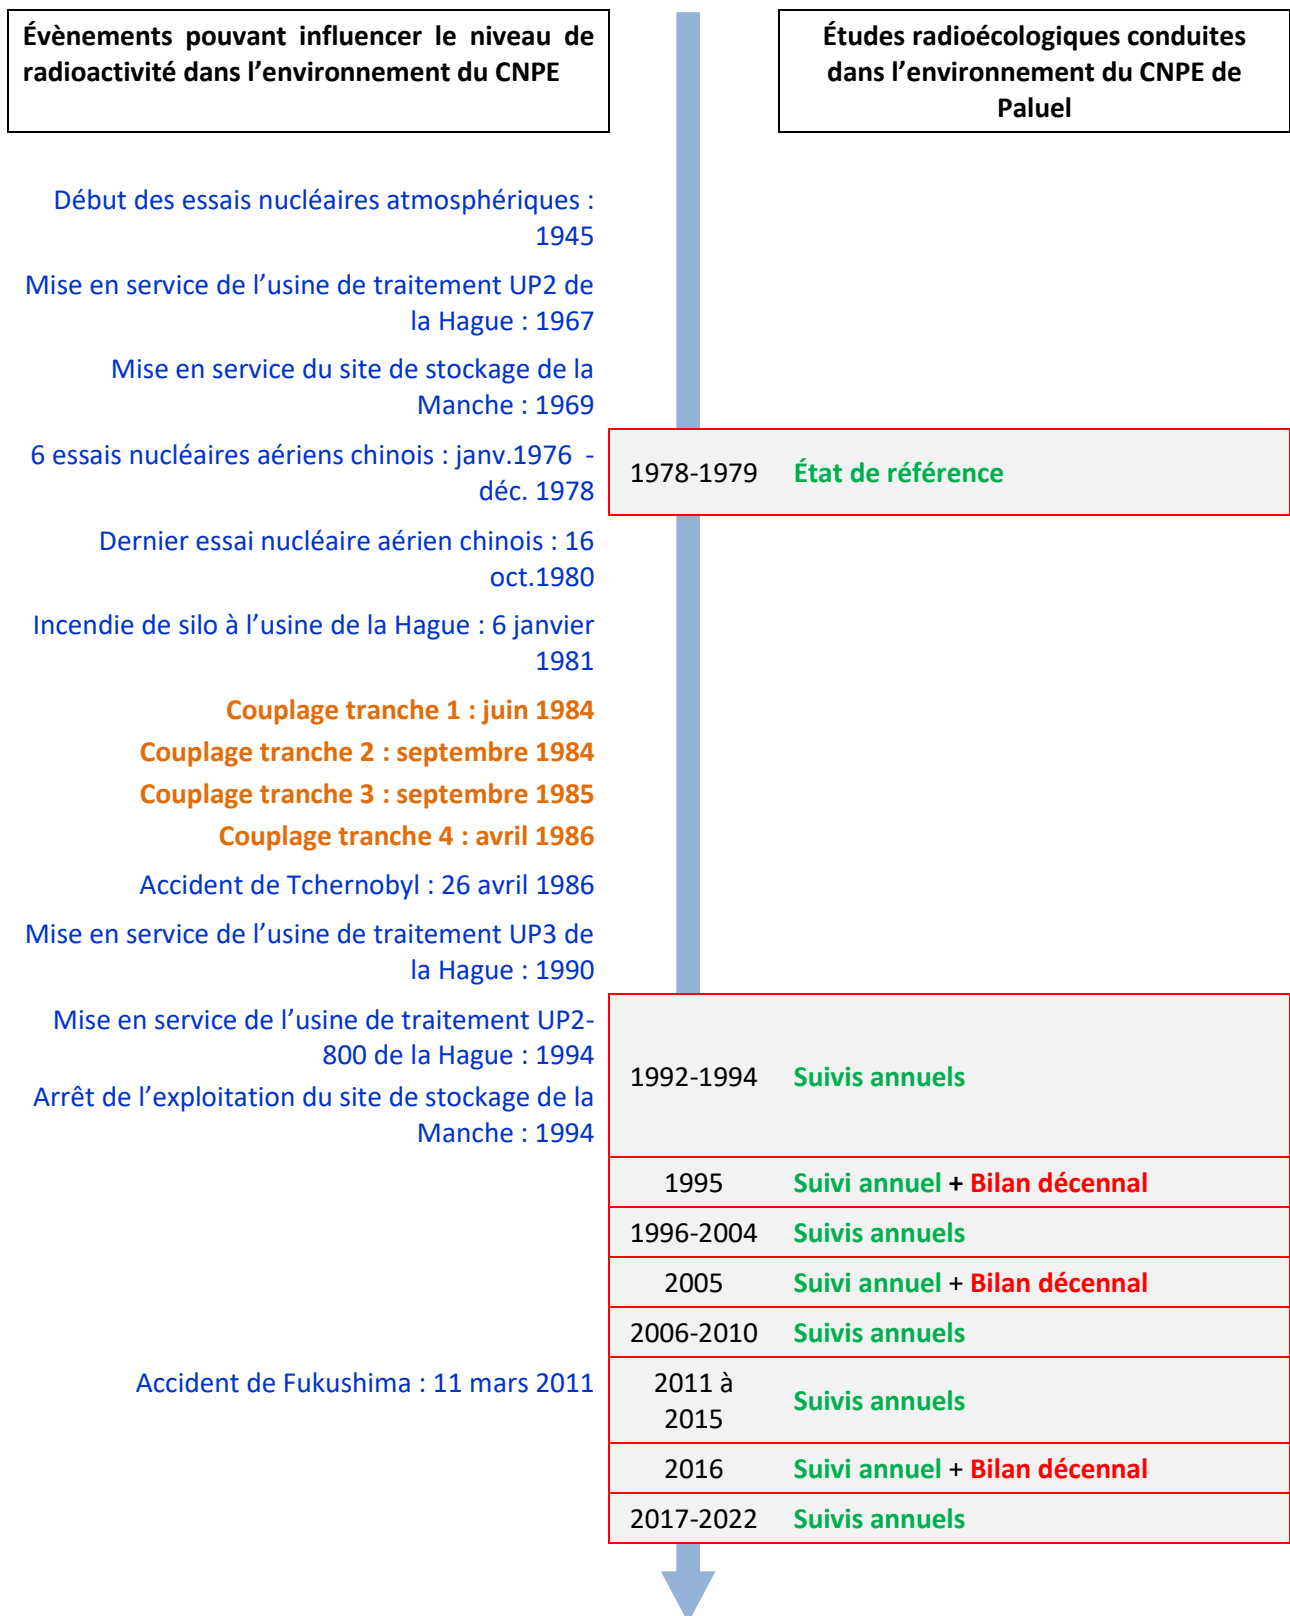 Évènements pouvant influencer le niveau de
radioactivité dans l’environnement du CNPE
Études radioécologiques conduites
dans l’environnement du CNPE de
Paluel
Début des essais nucléaires atmosphériques :
1945
Mise en service de l’usine de traitement UP2 de
la Hague : 1967
Mise en service du site de stockage de la
Manche : 1969
6 essais nucléaires aériens chinois : janv.1976 -
déc. 1978
1978-1979 État de référence
Dernier essai nucléaire aérien chinois : 16
oct.1980
Incendie de silo à l’usine de la Hague : 6 janvier
1981
Couplage tranche 1 : juin 1984
Couplage tranche 2 : septembre 1984
Couplage tranche 3 : septembre 1985
Couplage tranche 4 : avril 1986
Accident de Tchernobyl : 26 avril 1986
Mise en service de l’usine de traitement UP3 de
la Hague : 1990
Mise en service de l’usine de traitement UP2-
800 de la Hague : 1994
Arrêt de l’exploitation du site de stockage de la
Manche : 1994
1992-1994 Suivis annuels
1995 Suivi annuel + Bilan décennal
1996-2004 Suivis annuels
2005 Suivi annuel + Bilan décennal
2006-2010 Suivis annuels
Accident de Fukushima : 11 mars 2011
2011 à
2015
Suivis annuels
2016 Suivi annuel + Bilan décennal
2017-2022 Suivis annuels